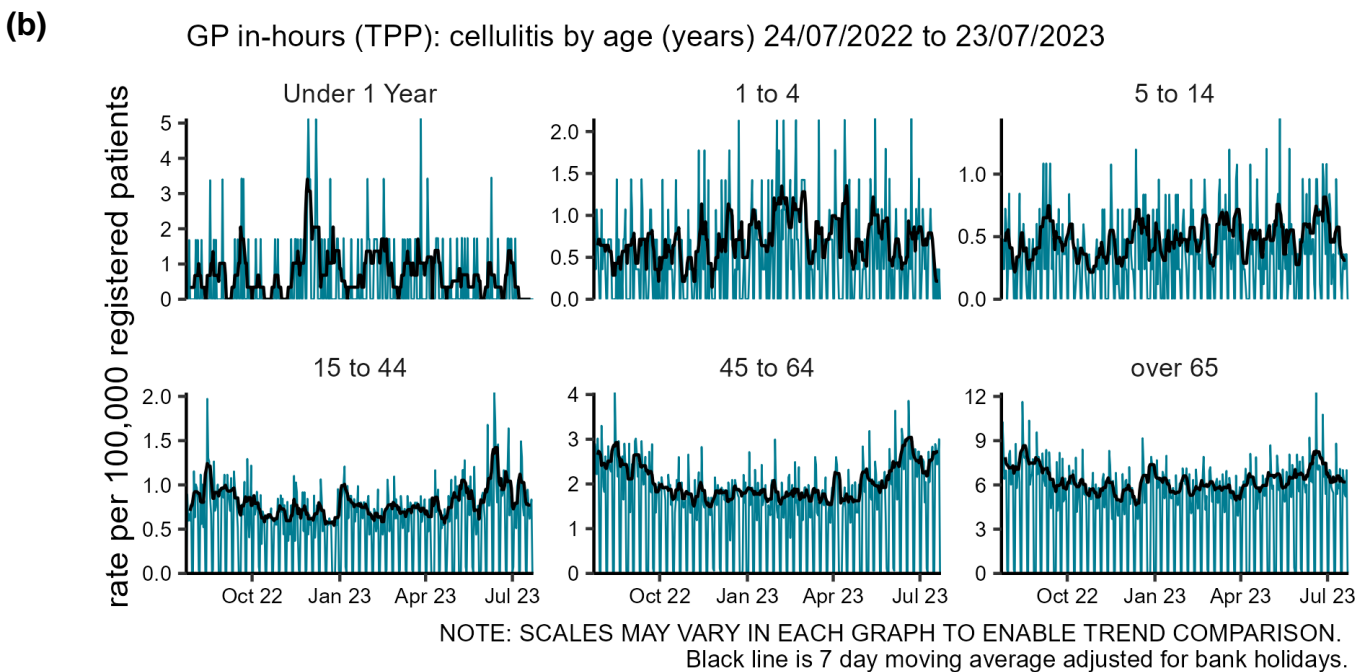 (b)
GP in-hours (TPP): cellulitis by age (years) 24/07/2022 to 23/07/2023
rate per 100,000 registered patients
Under 1 Year
5
4
3
2
1
0
1 to 4
2.0
1.5
1.0
0.5
0.0
5 to 14
1.0
0.5
0.0
15 to 44
2.0
1.5
1.0
0.5
0.0
Oct 22 Jan 23 Apr 23 Jul 23
45 to 64
4
3
2
1
0
Oct 22 Jan 23 Apr 23 Jul 23
over 65
12
9
6
3
0
Oct 22 Jan 23 Apr 23 Jul 23
NOTE: SCALES MAY VARY IN EACH GRAPH TO ENABLE TREND COMPARISON.
Black line is 7 day moving average adjusted for bank holidays.